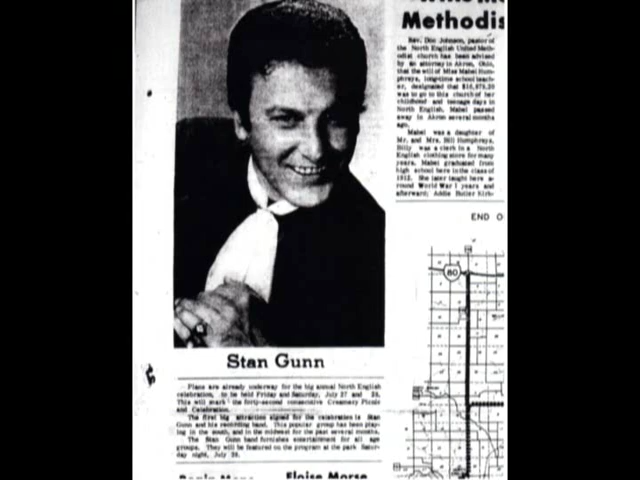 Methodis
Rev. Don Johnson, pastor of
the North English United Meth-
odist church has been advised
by an attorney in Akron, Ohio,
that the will of Miss Mabel Hum-
phreys, long-time school teach-
er, designated that
was to go to this church of her
childhood and teenage days in
North English. Mabel passed
away in Akron several months
ago.
Mabel was a daughter of
Mr. and Mrs. Bill Humphreys.
Billy was a clerk in a North
English clothing store for many
years. Mabel graduated from
high school here in the class of
1912. She later taught here a-
round World War I years and
afterward; Addie Butler Kirk-
END O
80
Stan Gunn
Plans are already underway for the big annual North English
celebration, to be held Friday and Saturday, July 27 and 28.
This will mark the forty-second consecutive Creamery Picnic
and Celebration.
The first big attraction signed for the celebration is Stan
Gunn and his recording band. This popular group has been play-
ing in the south, and in the midwest for the past several months.
The Stan Gunn band furnishes entertainment for all age
groups. They will be featured on the program at the park Satur-
day night, July 28.
Eloise Morse